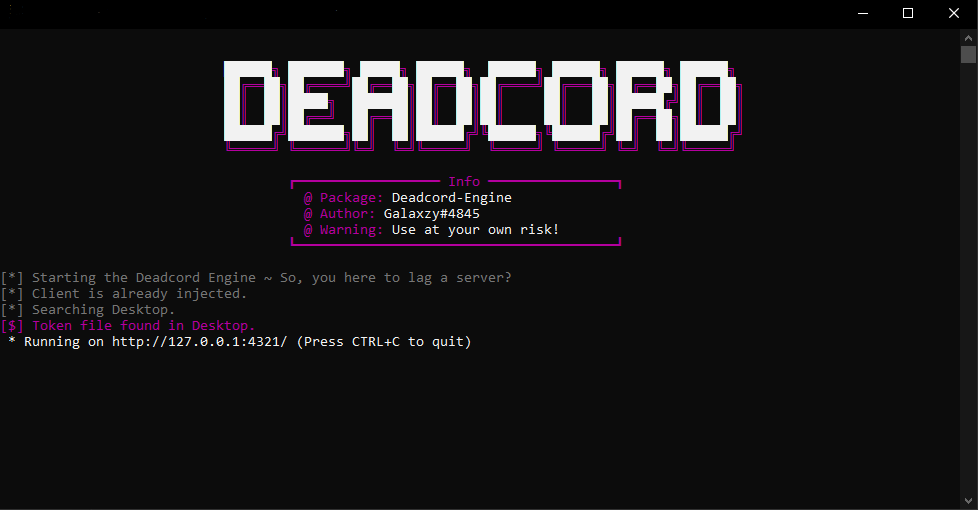 DEADCORD
Info
@ Package: Deadcord-Engine
@ Author: Galaxzy#4845
@ Warning: Use at your own risk!
[*] Starting the Deadcord Engine ~ So, you here to lag a server?
[*] Client is already injected.
[*] Searching Desktop.
[$] Token file found in Desktop.
* Running on http://127.0.0.1:4321/ (Press CTRL+C to quit)